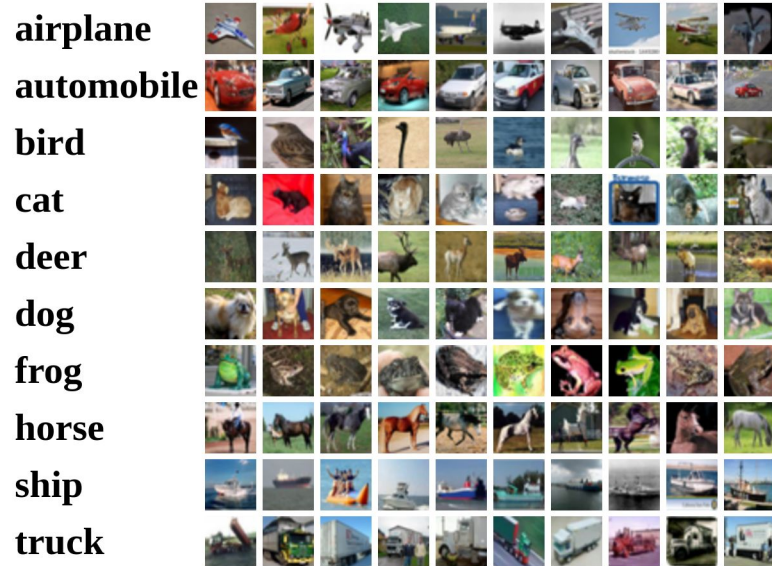 airplane
automobile
bird
cat
deer
dog
frog
horse
ship
truck